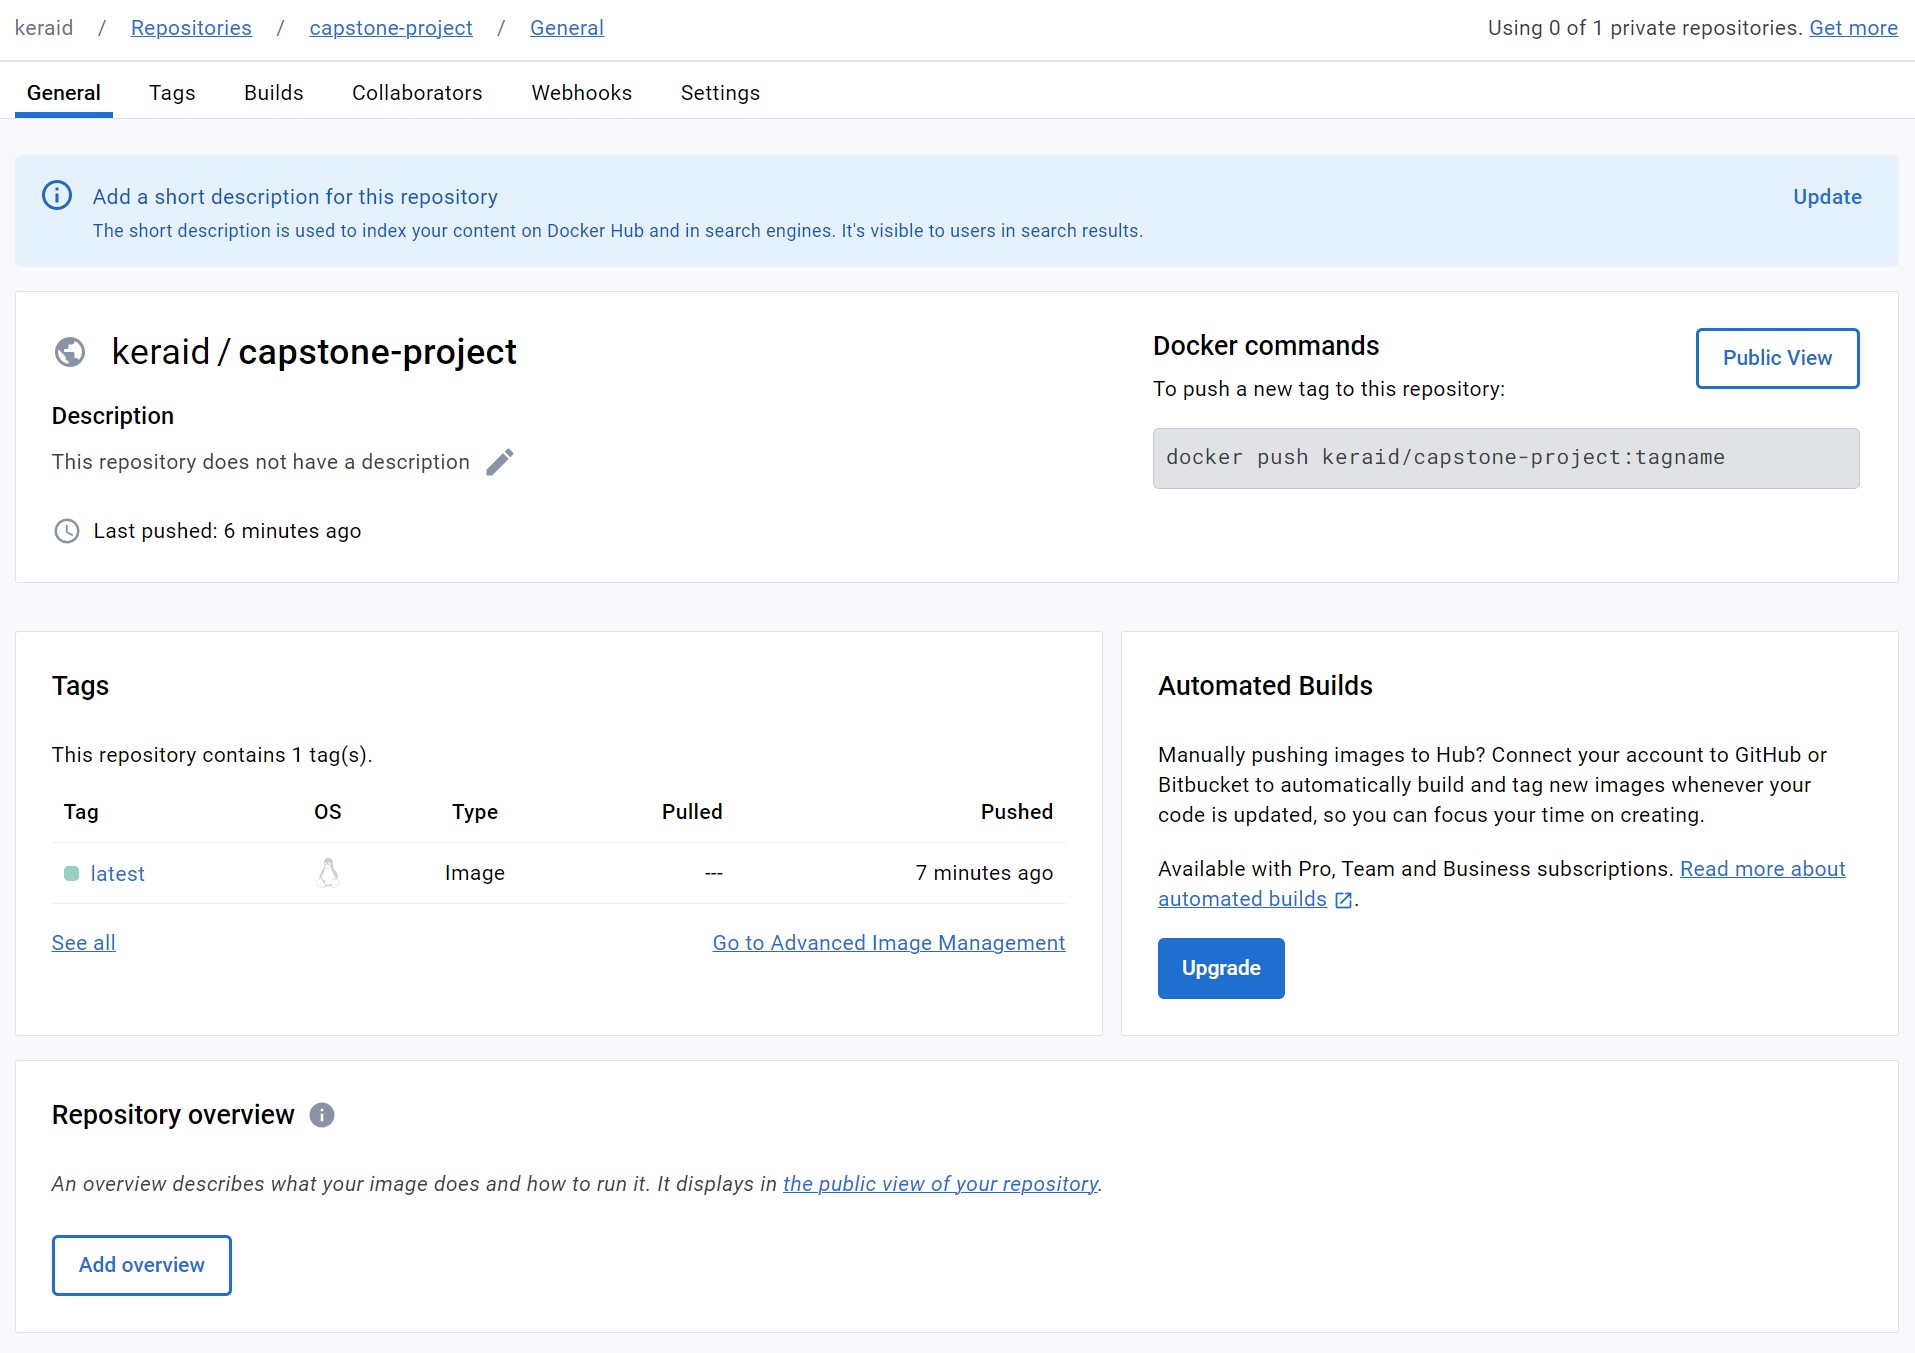 keraid / Repositories / capstone-project / General
Using 0 of 1 private repositories. Get more
General Tags Builds Collaborators Webhooks Settings
Add a short description for this repository
Update
The short description is used to index your content on Docker Hub and in search engines. It's visible to users in search results.
keraid / capstone-project
Description
This repository does not have a description
Last pushed: 6 minutes ago
Docker commands
Public View
To push a new tag to this repository:
docker push keraid/capstone-project:tagname
Tags
This repository contains 1 tag(s).
Tag OS Type Pulled Pushed
latest Image --- 7 minutes ago
See all
Go to Advanced Image Management
Automated Builds
Manually pushing images to Hub? Connect your account to GitHub or
Bitbucket to automatically build and tag new images whenever your
code is updated, so you can focus your time on creating.
Available with Pro, Team and Business subscriptions. Read more about
automated builds .
Upgrade
Repository overview
An overview describes what your image does and how to run it. It displays in the public view of your repository.
Add overview